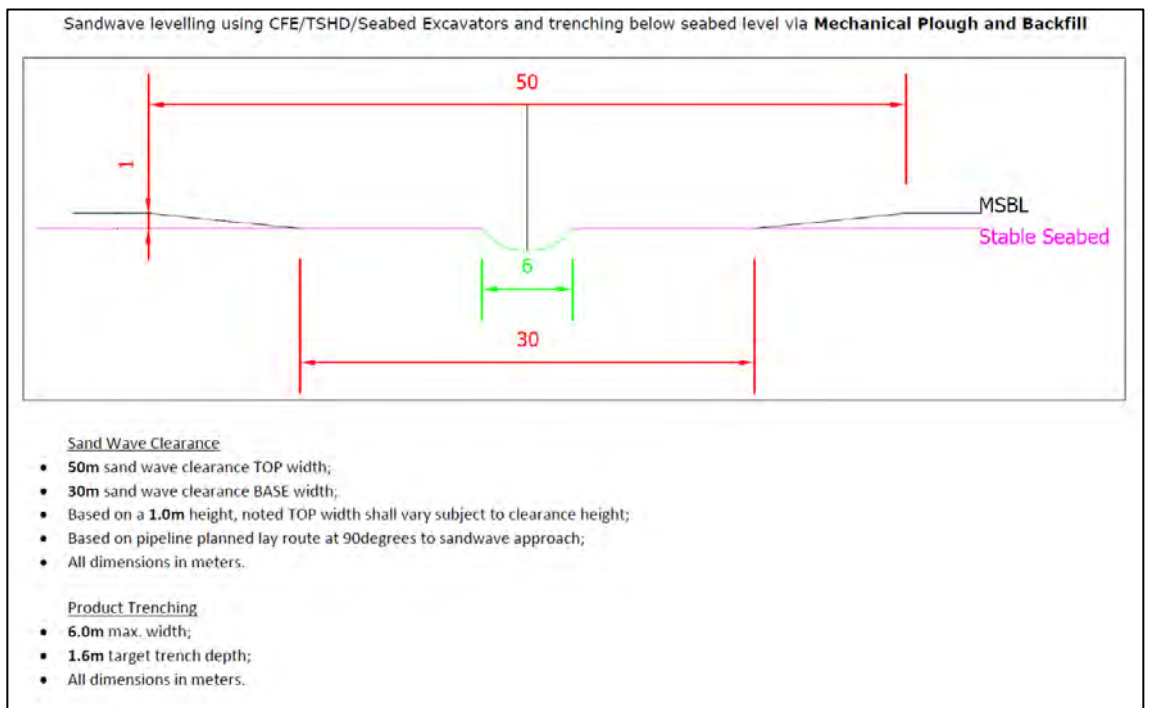 Sandwave levelling using CFE/TSHD/Seabed Excavators and trenching below seabed level via Mechanical Plough and Backfill
50
1
MSBL
Stable Seabed
6
30
Sand Wave Clearance
• 50m sand wave clearance TOP width;
• 30m sand wave clearance BASE width;
• Based on a 1.0m height, noted TOP width shall vary subject to clearance height;
• Based on pipeline planned lay route at 90degrees to sandwave approach;
• All dimensions in meters.
Product Trenching
• 6.0m max. width;
• 1.6m target trench depth;
• All dimensions in meters.